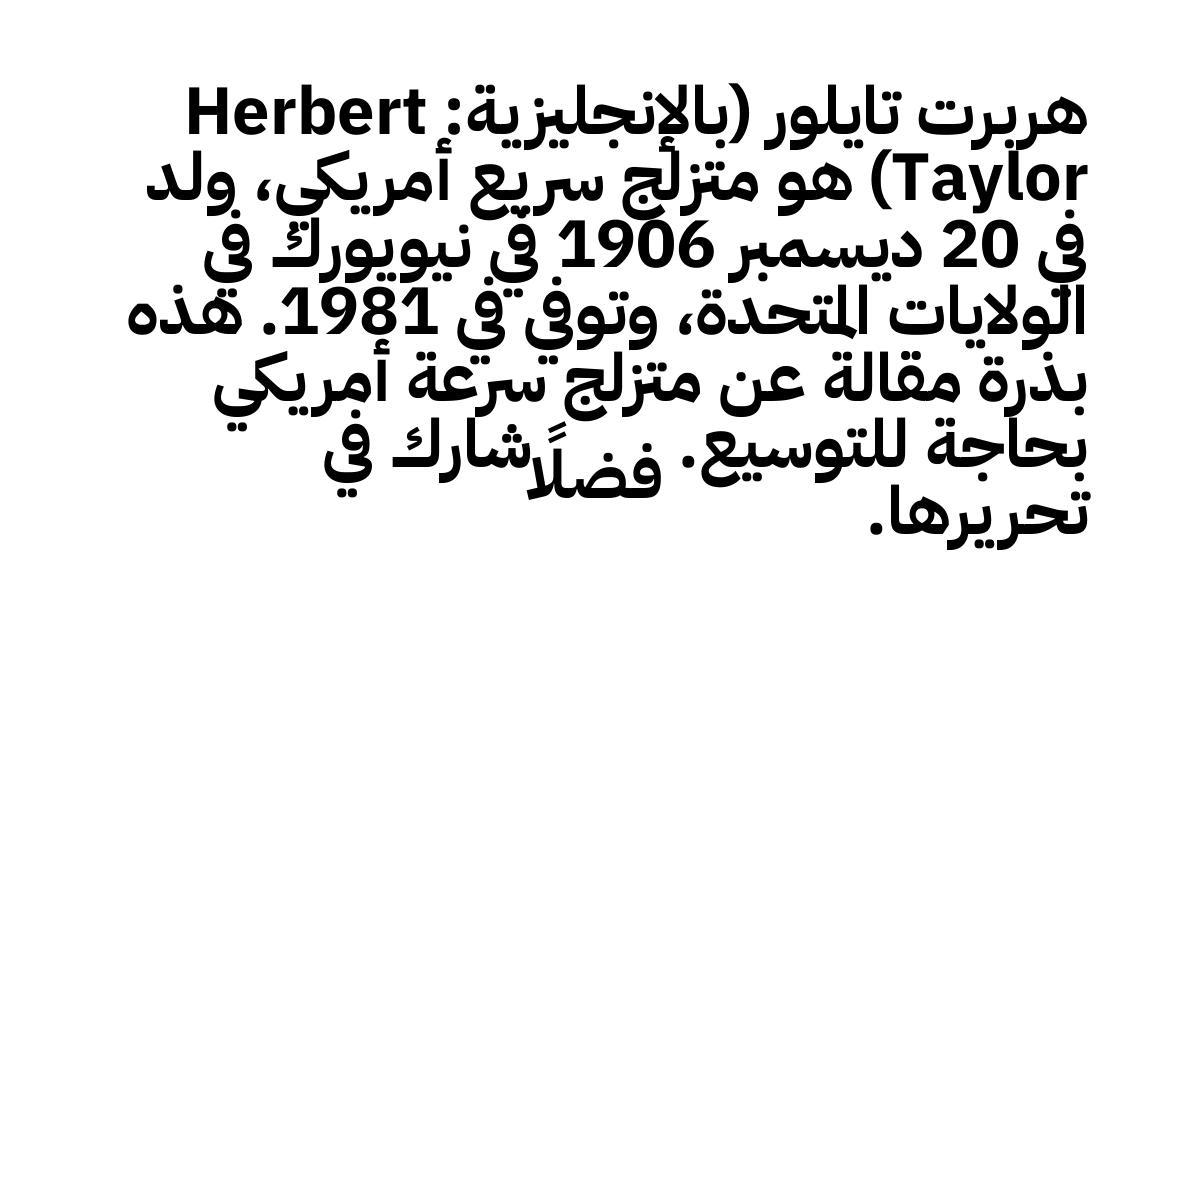 هربرت تايلور (بالإنجليزية: Herbert
Taylor) هو متزلج سريع أمريكي، ولد
في 20 ديسمبر 1906 في نيويورك في
الولايات المتحدة، وتوفي في 1981. هذه
بذرة مقالة عن متزلج سرعة أمريكي
بحاجة للتوسيع. فضلًا شارك في
تحريرها.